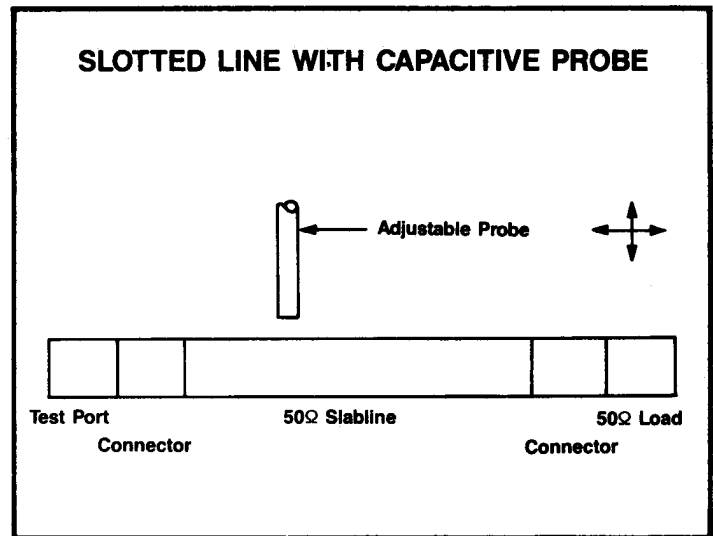 SLOTTED LINE WITH CAPACITIVE PROBE
Adjustable Probe
Test Port 50Ω Slabline 50Ω Load
Connector Connector